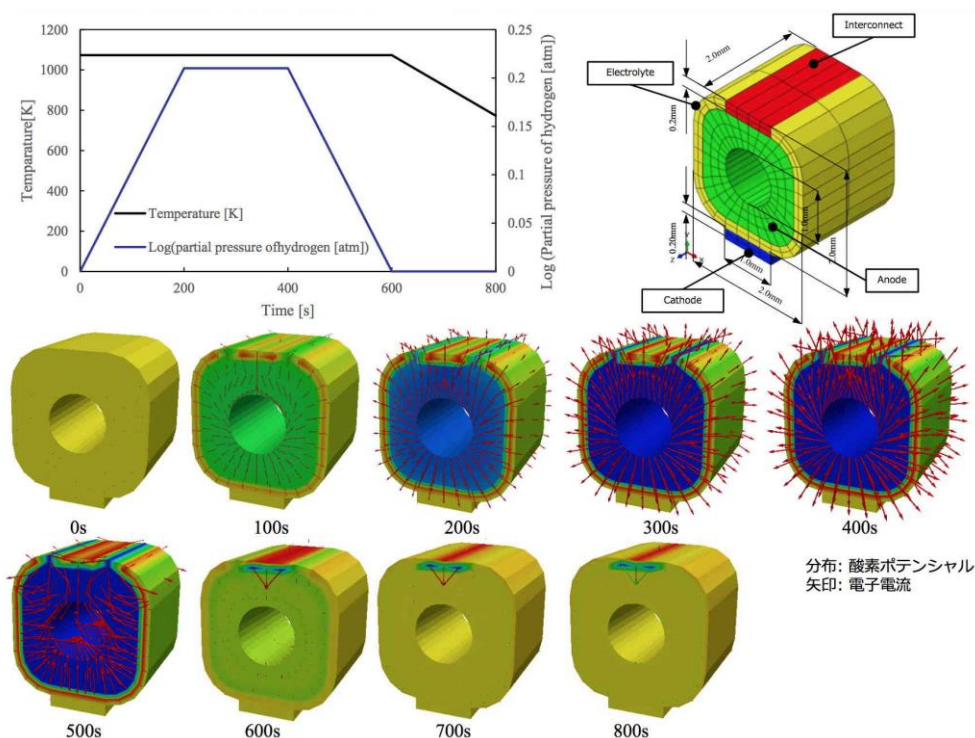 1200
1000
800
600
400
200
0
Temparature[K]
0.25
0.2
0.15
0.1
0.05
0
Log (Partial pressure of hydrogen [atm]
Temperature [K]
Log(partial pressure ofhydrogen [atm])
0
200
400
600
800
Time [s]
Interconnect
2.0mm
Electrolyte
0.2mm
0.20mm
1.0mm
2.0mm
Y
Z
X
1.0mm
Anode
Cathode
2.0mm
0s
100s
200s
300s
400s
分布: 酸素ポテンシャル
矢印: 電子電流
500s
600s
700s
800s